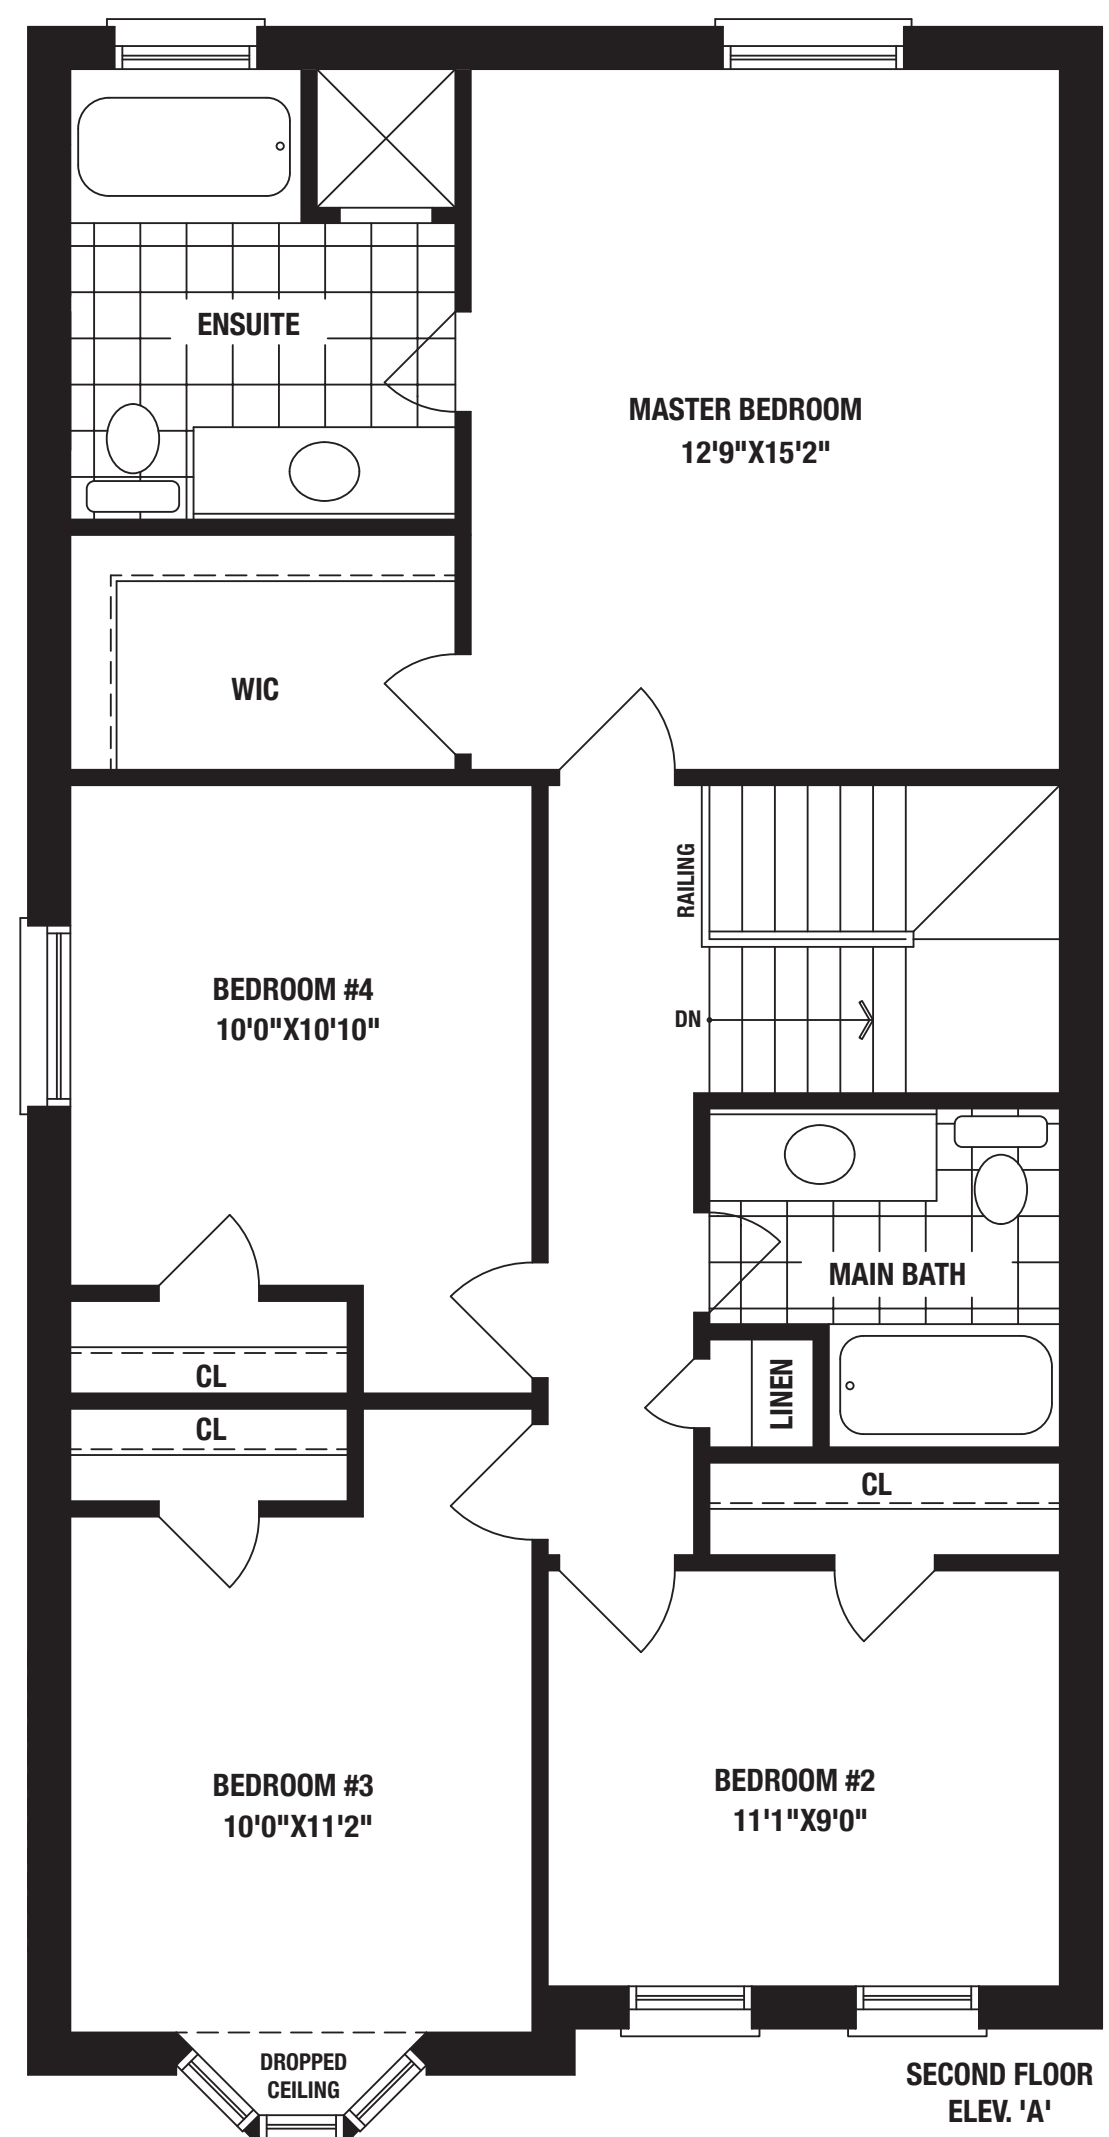 ENSUITE
MASTER BEDROOM
12'9"X15'2"
WIC
RAILING
BEDROOM #4
10'0"X10'10"
DN
MAIN BATH
CL
LINEN
CL
CL
BEDROOM #3
10'0"X11'2"
BEDROOM #2
11'1"X9'0"
DROPPED
CEILING
SECOND FLOOR
ELEV. 'A'